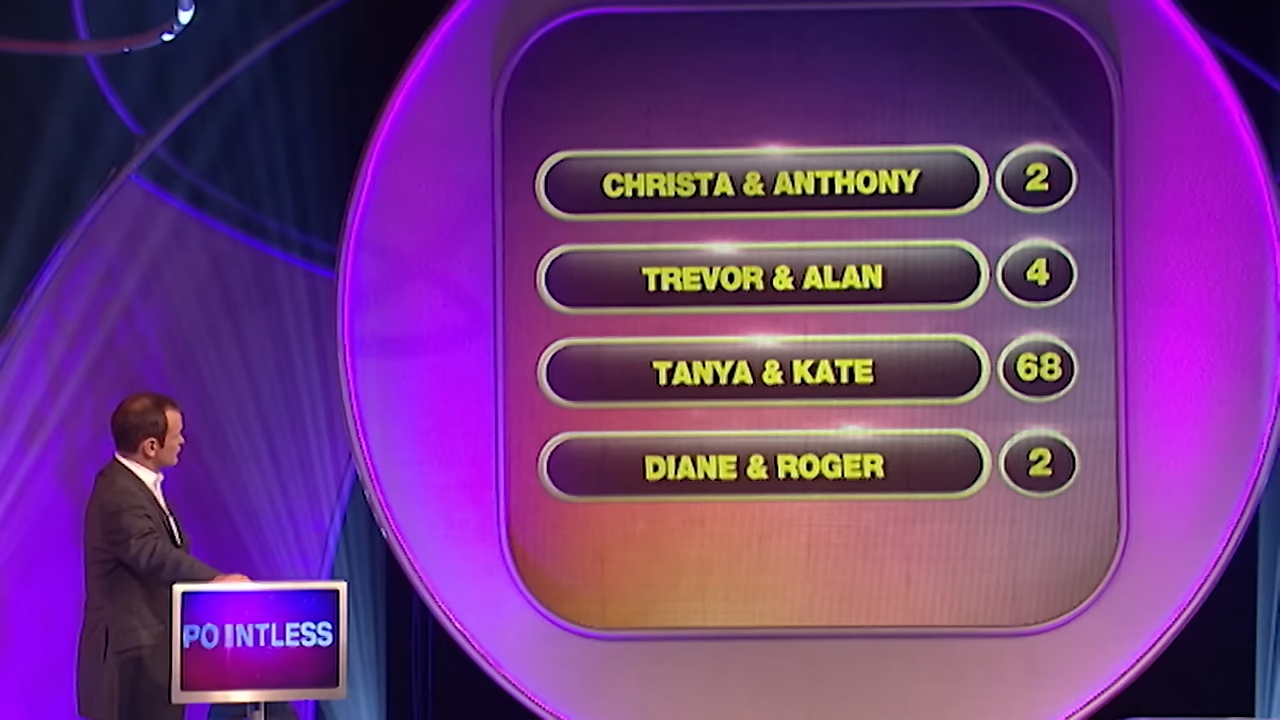 CHRISTA & ANTHONY 2
TREVOR & ALAN 4
TANYA & KATE 68
DIANE & ROGER 2
POINTLESS